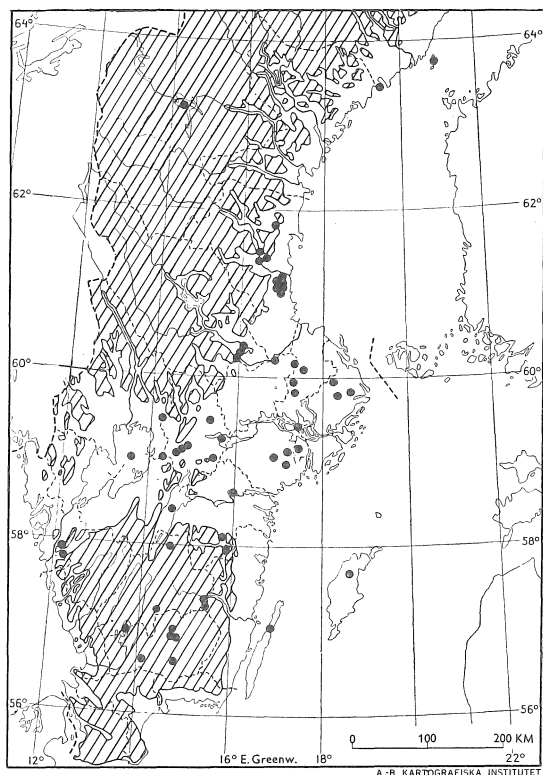 64° 64°
62° 62°
60° 60°
58° 58°
56° 56°
0 100 200 KM
12° 16° E. Greenw. 18° 22°
A.-B. KARTOGRAFISKA INSTITUTET